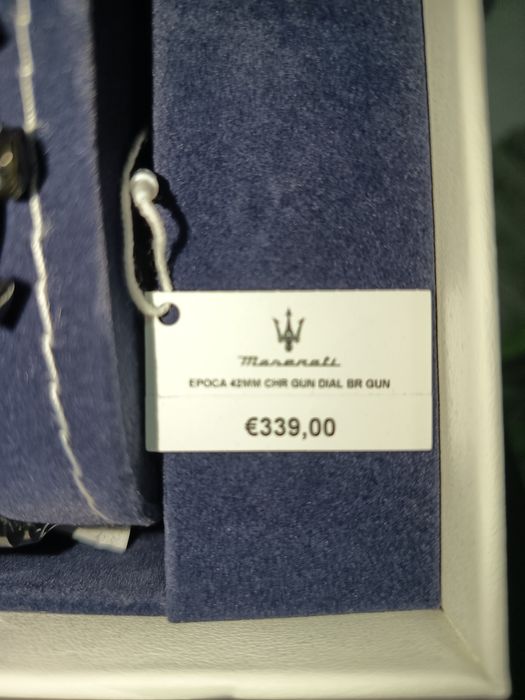 Maserati
EPOCA 42MM CHR GUN DIAL BR GUN
€339,00